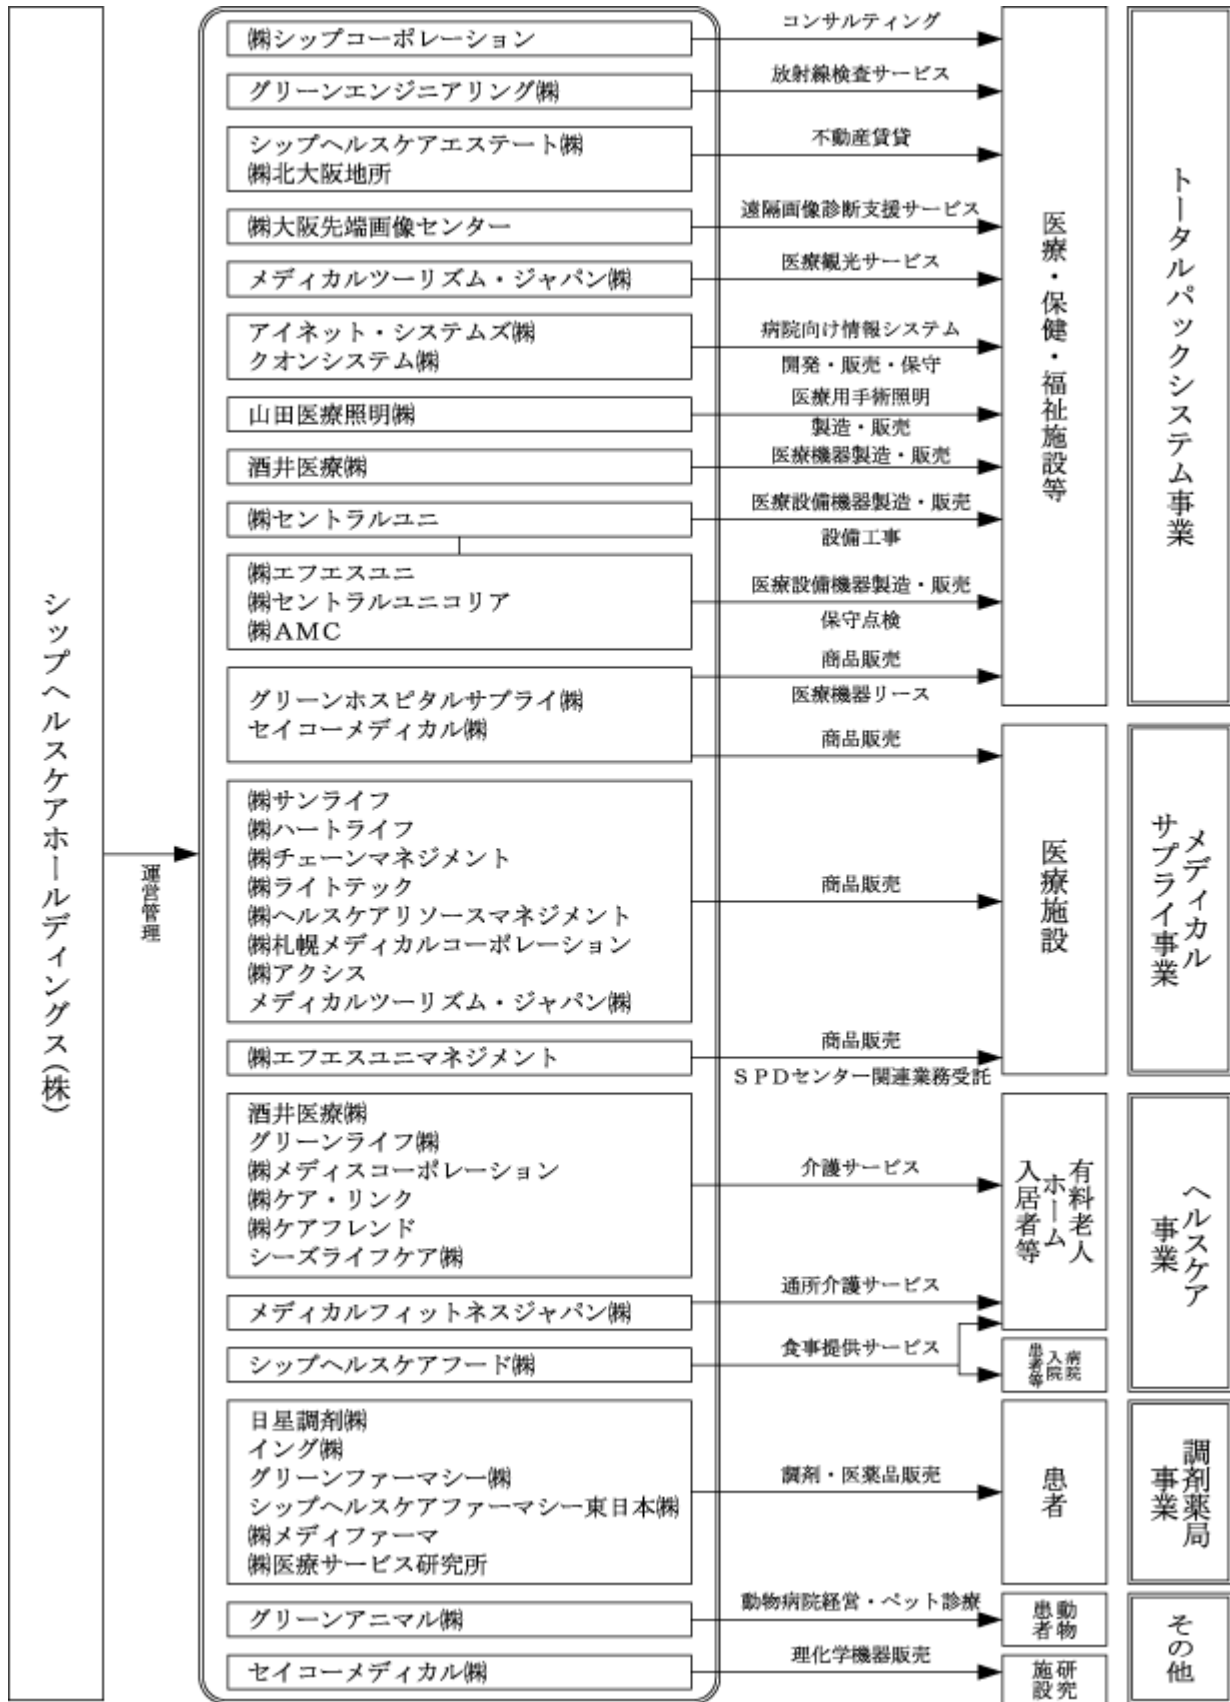 シップヘルスケアホールディングス(株)
運営管理
㈱シップコーポレーション
コンサルティング
グリーンエンジニアリング㈱
放射線検査サービス
シップヘルスケアエステート㈱
㈱北大阪地所
不動産賃貸
㈱大阪先端画像センター
遠隔画像診断支援サービス
メディカルツーリズム・ジャパン㈱
医療観光サービス
アイネット・システムズ㈱
クオンシステム㈱
病院向け情報システム
開発・販売・保守
山田医療照明㈱
医療用手術照明
製造・販売
酒井医療㈱
医療機器製造・販売
㈱セントラルユニ
医療設備機器製造・販売
設備工事
㈱エフエスユニ
㈱セントラルユニコリア
㈱AMC
医療設備機器製造・販売
保守点検
グリーンホスピタルサプライ㈱
セイコーメディカル㈱
商品販売
医療機器リース
商品販売
医療・保健・福祉施設等
トータルパックシステム事業
㈱サンライフ
㈱ハートライフ
㈱チェーンマネジメント
㈱ライトテック
㈱ヘルスケアリソースマネジメント
㈱札幌メディカルコーポレーション
㈱アクシス
メディカルツーリズム・ジャパン㈱
商品販売
㈱エフエスユニマネジメント
商品販売
SPDセンター関連業務受託
医療施設
メディカル
サプライ事業
酒井医療㈱
グリーンライフ㈱
㈱メディスコーポレーション
㈱ケア・リンク
㈱ケアフレンド
シーズライフケア㈱
介護サービス
メディカルフィットネスジャパン㈱
通所介護サービス
シップヘルスケアフード㈱
食事提供サービス
有料老人
ホーム
入居者等
病院
入院
患者等
ヘルスケア
事業
日星調剤㈱
イング㈱
グリーンファーマシー㈱
シップヘルスケアファーマシー東日本㈱
㈱メディファーマ
㈱医療サービス研究所
調剤・医薬品販売
患者
調剤薬局
事業
グリーンアニマル㈱
動物病院経営・ペット診療
動物
患者
セイコーメディカル㈱
理化学機器販売
研究
施設
その他